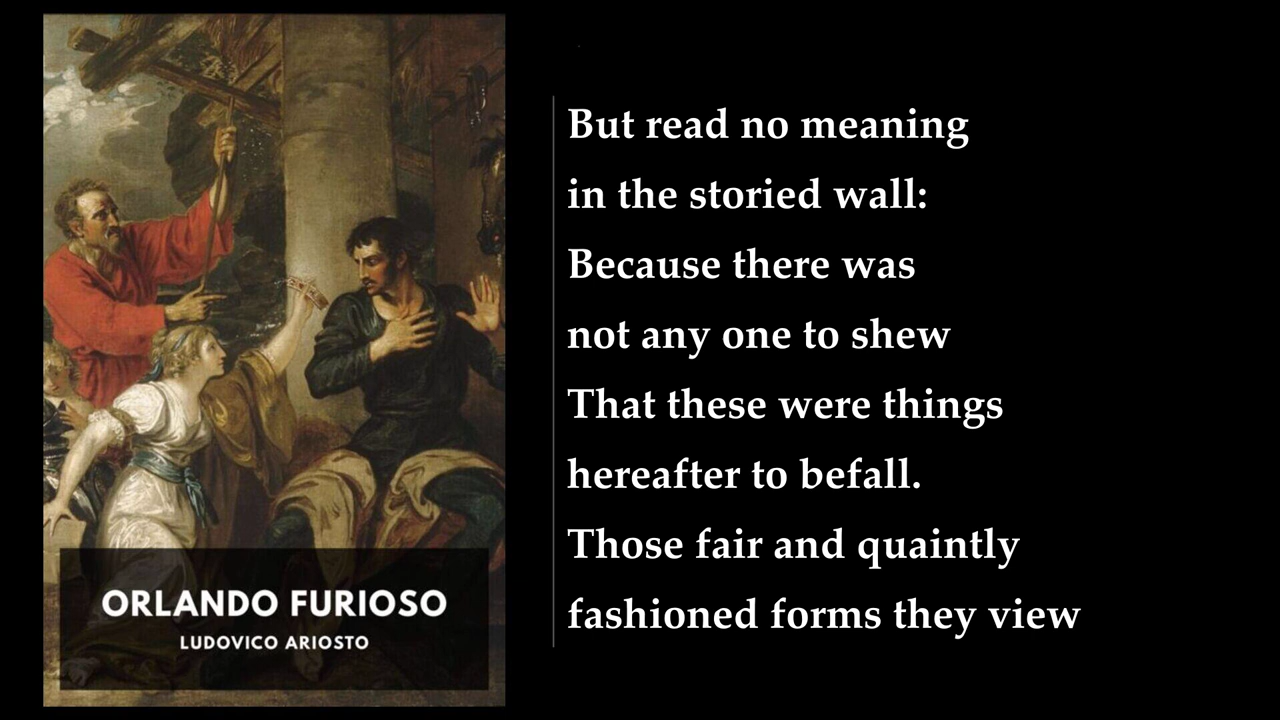 ORLANDO FURIOSO
LUDOVICO ARIOSTO
But read no meaning
in the storied wall:
Because there was
not any one to shew
That these were things
hereafter to befall.
Those fair and quaintly
fashioned forms they view